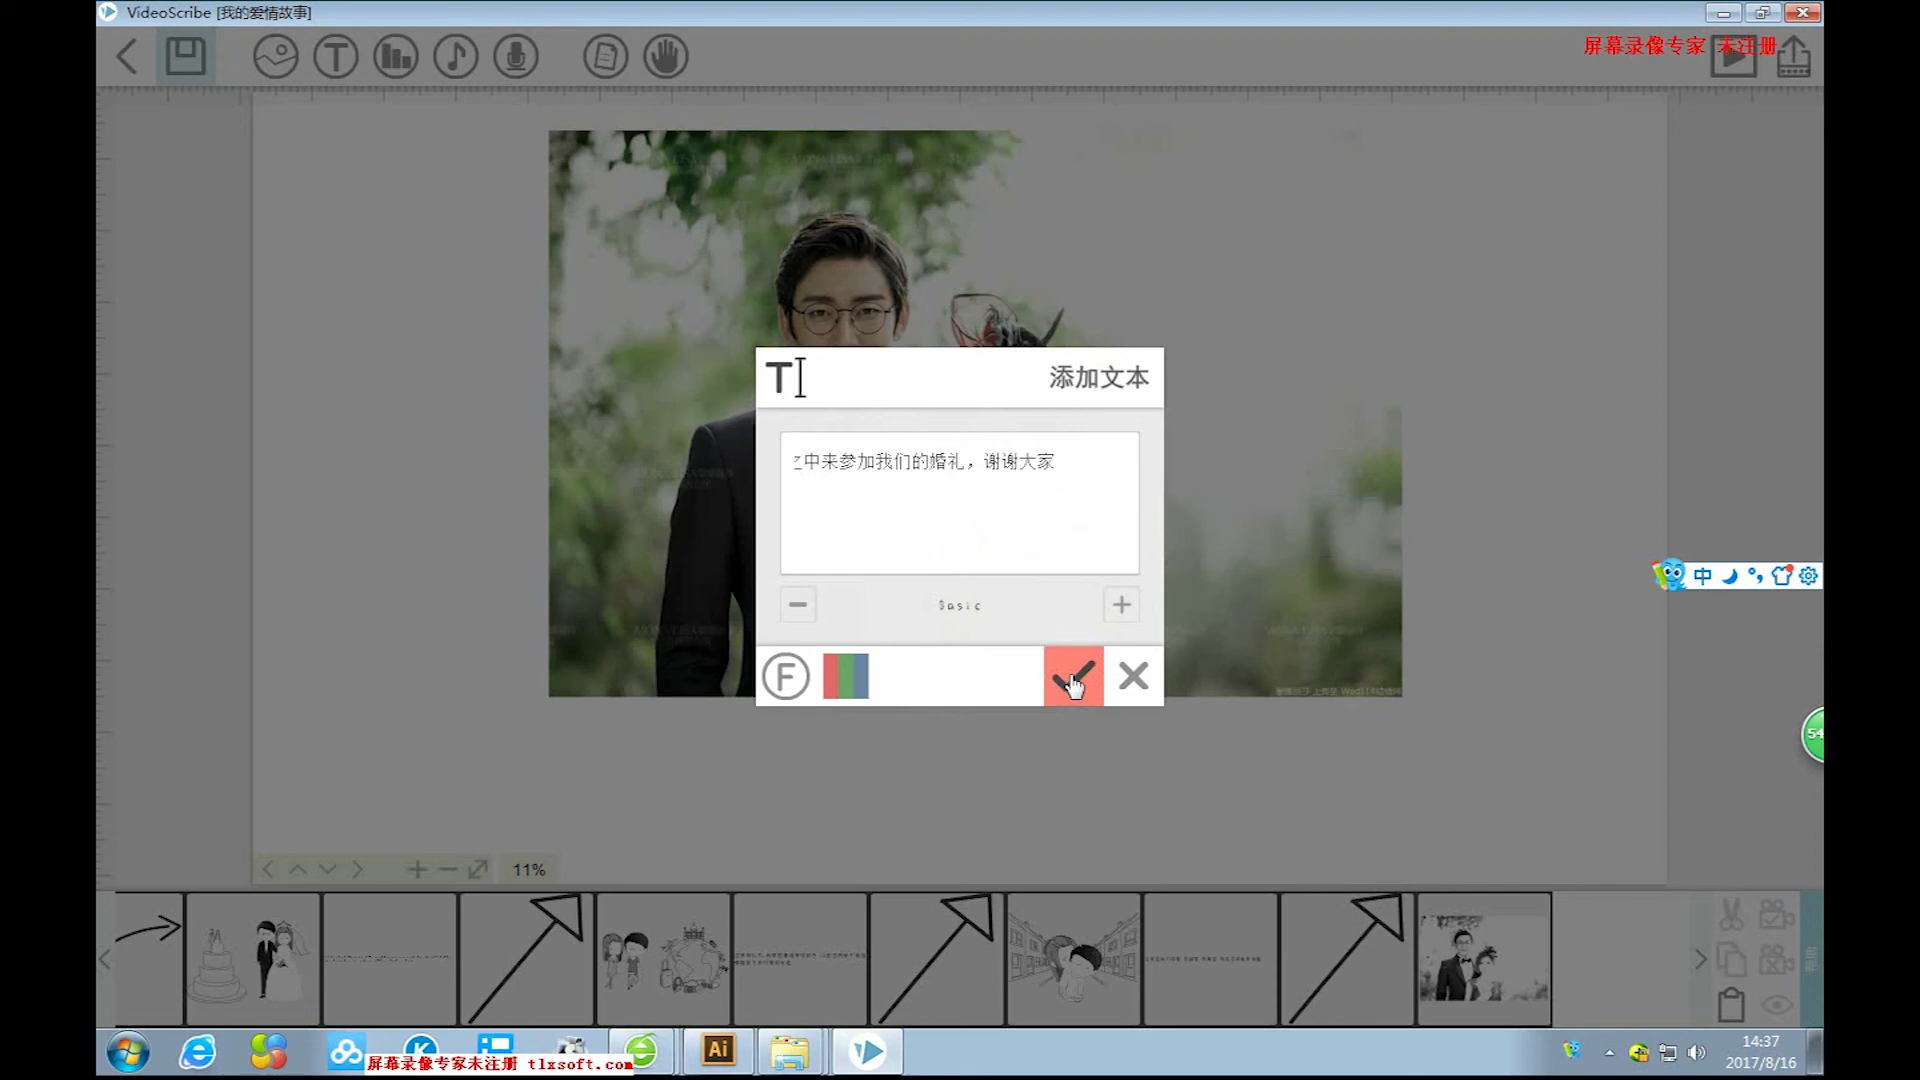 VideoScribe [我的爱情故事]
屏幕录像专家 未注册
T
添加文本
中来参加我们的婚礼，谢谢大家
Basic
F
中
54
11%
Ai
屏幕录像专家未注册 tlxsoft.com
14:37
2017/8/16